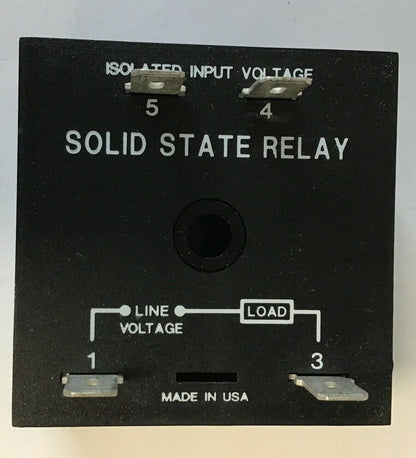 ISOLATED INPUT VOLTAGE
5 4
SOLID STATE RELAY
LINE LOAD
VOLTAGE
1 3
MADE IN USA